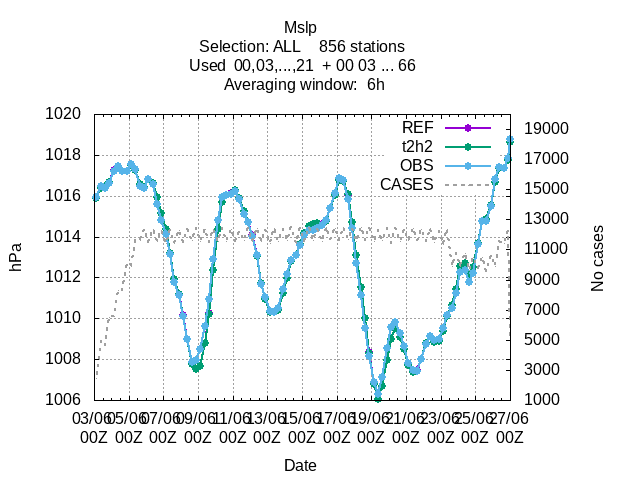 Mslp
Selection: ALL    856 stations
Used  00,03,...,21  + 00 03 ... 66
Averaging window:  6h
1020
1018
1016
1014
1012
1010
1008
1006
hPa
REF
t2h2
OBS
CASES
19000
17000
15000
13000
11000
9000
7000
5000
3000
1000
No cases
03/06 05/06 07/06 09/06 11/06 13/06 15/06 17/06 19/06 21/06 23/06 25/06 27/06
00Z 00Z 00Z 00Z 00Z 00Z 00Z 00Z 00Z 00Z 00Z 00Z 00Z
Date